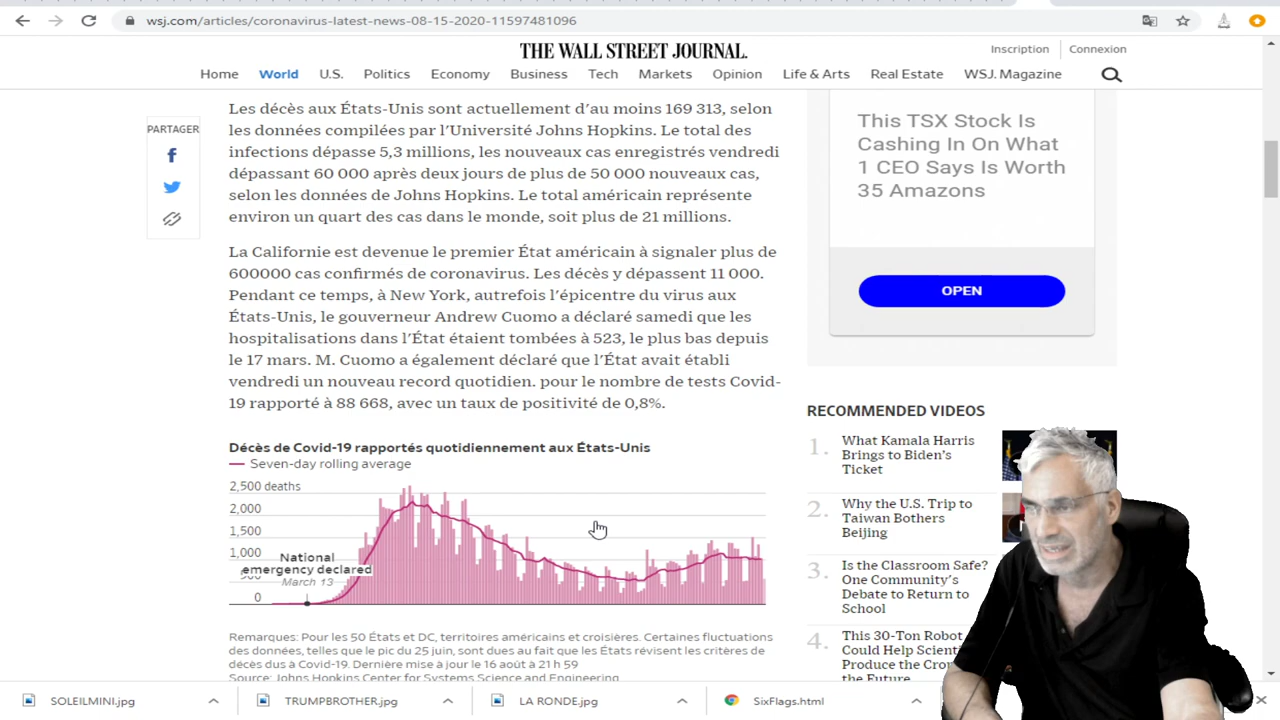 wsj.com/articles/coronavirus-latest-news-08-15-2020-11597481096
THE WALL STREET JOURNAL.
Inscription
Connexion
Home World U.S. Politics Economy Business Tech Markets Opinion Life & Arts Real Estate WSJ. Magazine
PARTAGER
Les décès aux États-Unis sont actuellement d'au moins 169 313, selon
les données compilées par l'Université Johns Hopkins. Le total des
infections dépasse 5,3 millions, les nouveaux cas enregistrés vendredi
dépassant 60 000 après deux jours de plus de 50 000 nouveaux cas,
selon les données de Johns Hopkins. Le total américain représente
environ un quart des cas dans le monde, soit plus de 21 millions.
La Californie est devenue le premier État américain à signaler plus de
600000 cas confirmés de coronavirus. Les décès y dépassent 11 000.
Pendant ce temps, à New York, autrefois l'épicentre du virus aux
États-Unis, le gouverneur Andrew Cuomo a déclaré samedi que les
hospitalisations dans l'État étaient tombées à 523, le plus bas depuis
le 17 mars. M. Cuomo a également déclaré que l'État avait établi
vendredi un nouveau record quotidien. pour le nombre de tests Covid-
19 rapporté à 88 668, avec un taux de positivité de 0,8%.
Décès de Covid-19 rapportés quotidiennement aux États-Unis
Seven-day rolling average
2,500 deaths
2,000
1,500
1,000
500
0
National
emergency declared
March 13
Remarques: Pour les 50 États et DC, territoires américains et croisières. Certaines fluctuations
des données, telles que le pic du 25 juin, sont dues au fait que les États révisent les critères de
décès dus à Covid-19. Dernière mise à jour le 16 août à 21 h 59
Source: Johns Hopkins Center for Systems Science and Engineering
This TSX Stock Is
Cashing In On What
1 CEO Says Is Worth
35 Amazons
OPEN
RECOMMENDED VIDEOS
1. What Kamala Harris
Brings to Biden's
Ticket
2. Why the U.S. Trip to
Taiwan Bothers
Beijing
3. Is the Classroom Safe?
One Community's
Debate to Return to
School
4. This 30-Ton Robot
Could Help Scienti
Produce the Cro
the Future
SOLEILMINI.jpg
TRUMPBROTHER.jpg
LA RONDE.jpg
SixFlags.html